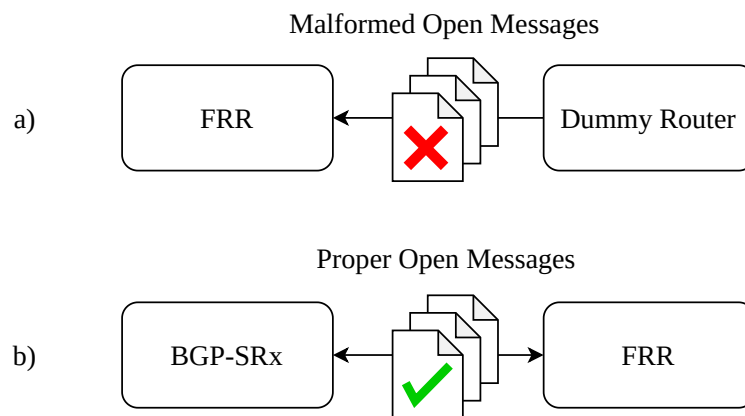 Malformed Open Messages
a)
FRR
Dummy Router
Proper Open Messages
b)
BGP-SRx
FRR